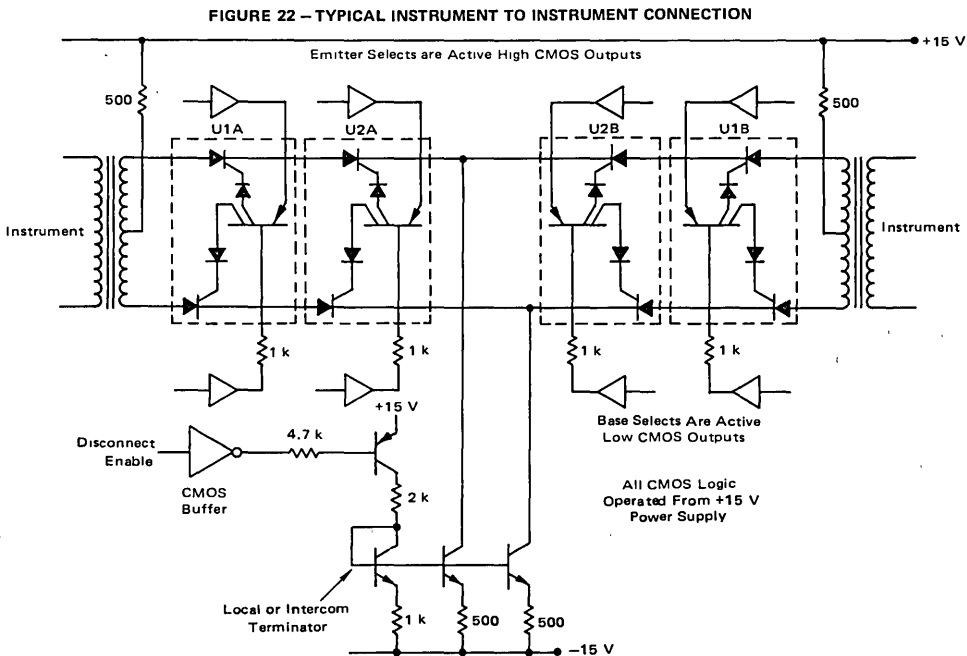 FIGURE 22 – TYPICAL INSTRUMENT TO INSTRUMENT CONNECTION
+15 V
Emitter Selects are Active High CMOS Outputs
500
500
U1A
U2A
U2B
U1B
Instrument
Instrument
1 k
1 k
1 k
1 k
+15 V
Base Selects Are Active
Low CMOS Outputs
Disconnect
Enable
4.7 k
CMOS
Buffer
2 k
All CMOS Logic
Operated From +15 V
Power Supply
Local or Intercom
Terminator
1 k
500
500
–15 V